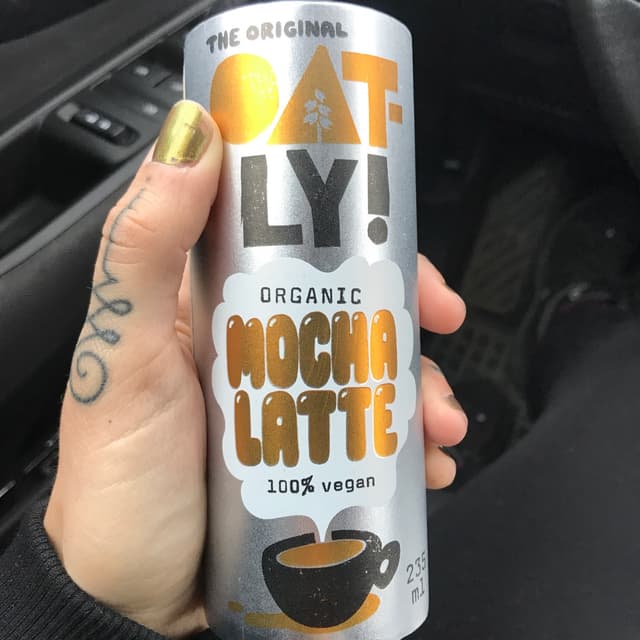 THE ORIGINAL
OAT-
LY!
ORGANIC
MOCHA
LATTE
100% vegan
235
ml